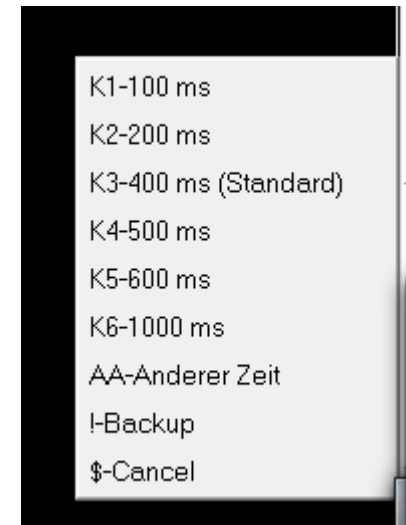 K1-100 ms
K2-200 ms
K3-400 ms (Standard)
K4-500 ms
K5-600 ms
K6-1000 ms
AA-Anderer Zeit
!-Backup
$-Cancel